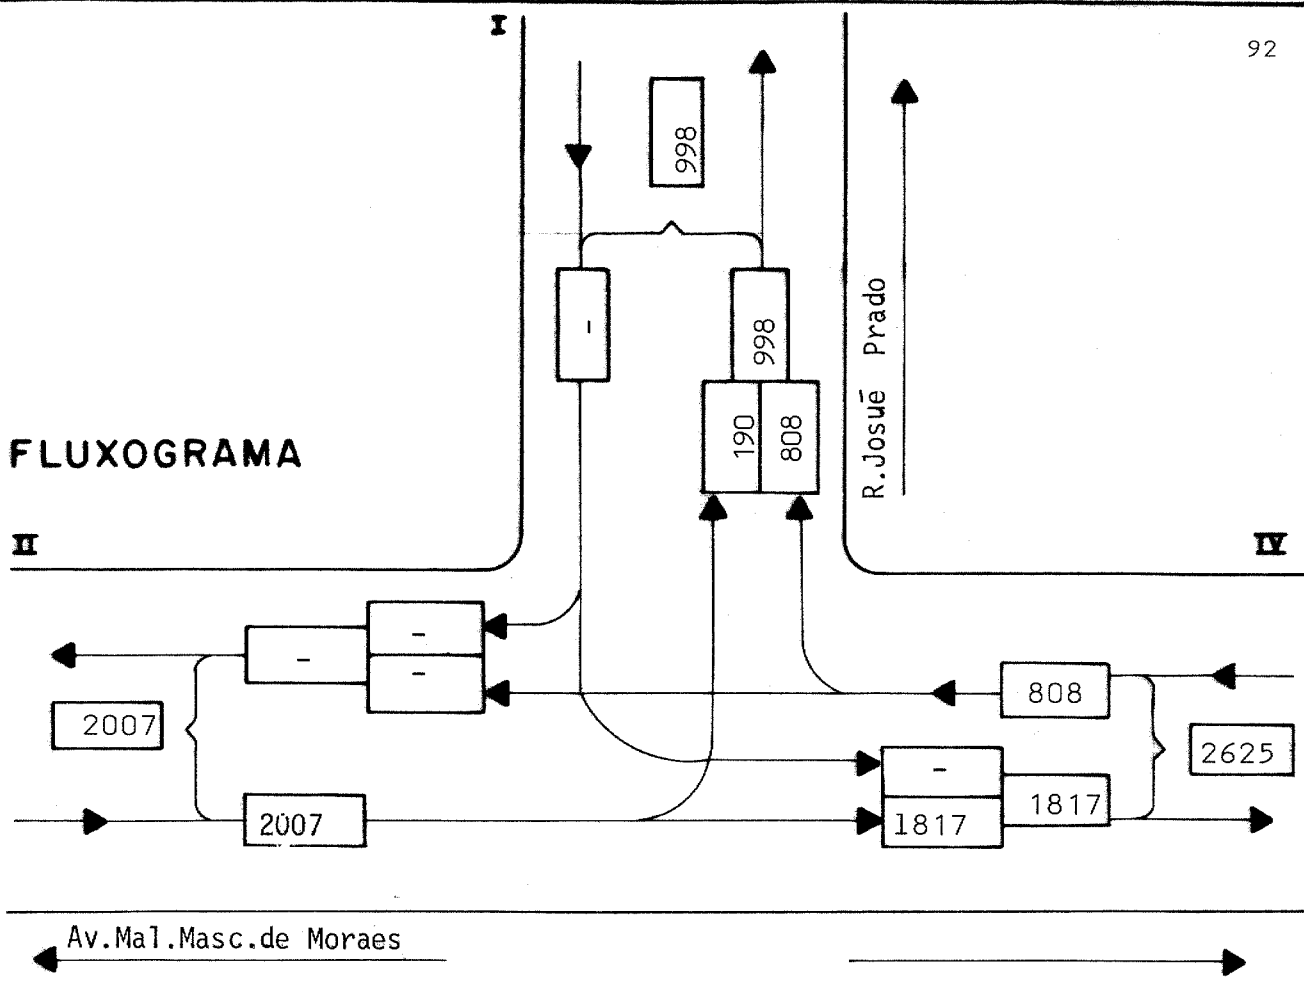 I
92
998
-
998
R.Josué Prado
190
808
FLUXOGRAMA
II
IV
-
-
-
808
2007
2625
-
1817
2007
1817
Av.Mal.Masc.de Moraes